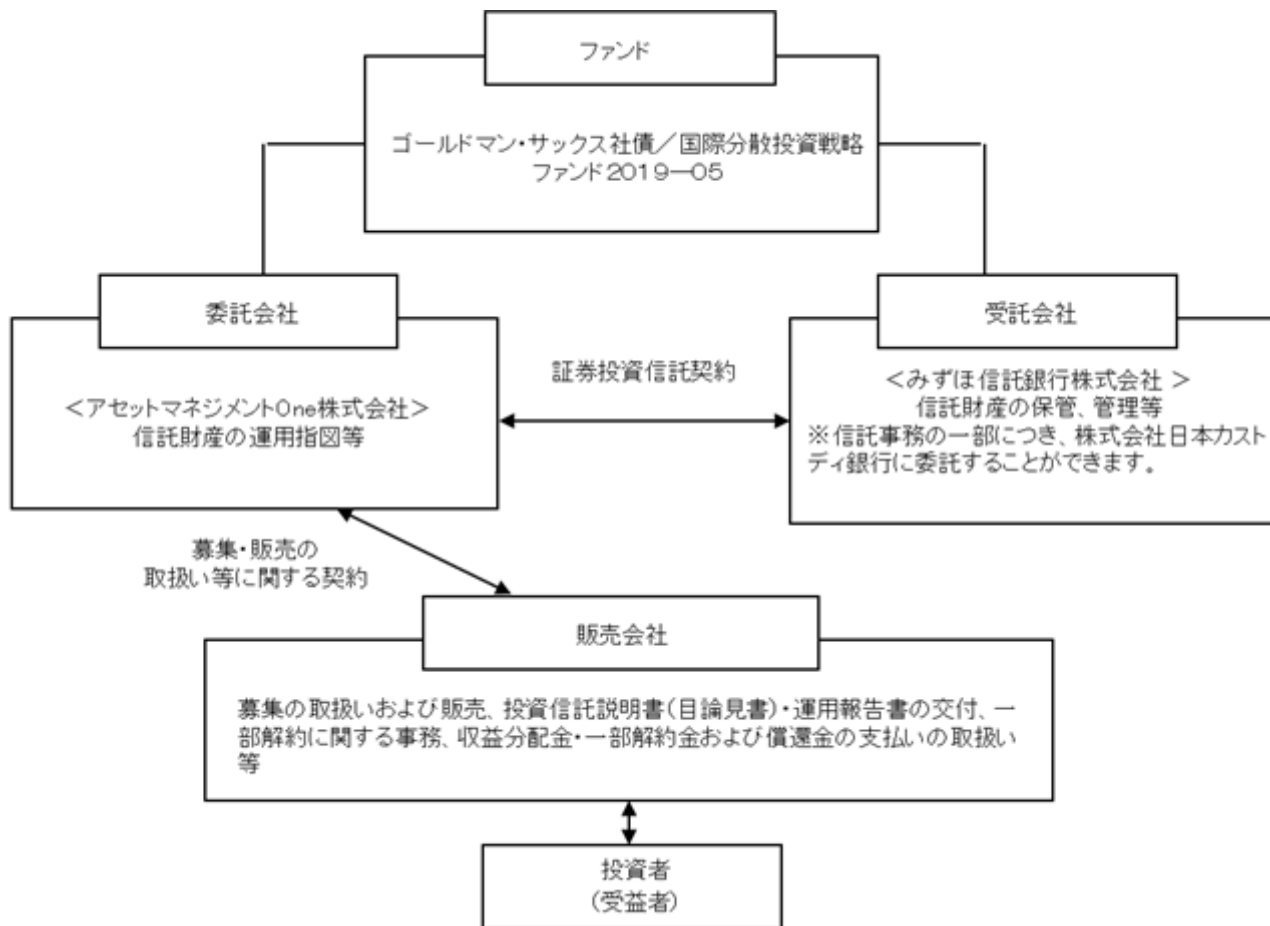 ファンド
ゴールドマン・サックス社債／国際分散投資戦略
ファンド2019―05
委託会社
<アセットマネジメントOne株式会社>
信託財産の運用指図等
証券投資信託契約
受託会社
<みずほ信託銀行株式会社 >
信託財産の保管、管理等
※信託事務の一部につき、株式会社日本カスト
ディ銀行に委託することができます。
募集・販売の
取扱い等に関する契約
販売会社
募集の取扱いおよび販売、投資信託説明書(目論見書)・運用報告書の交付、一
部解約に関する事務、収益分配金・一部解約金および償還金の支払いの取扱い
等
投資者
(受益者)